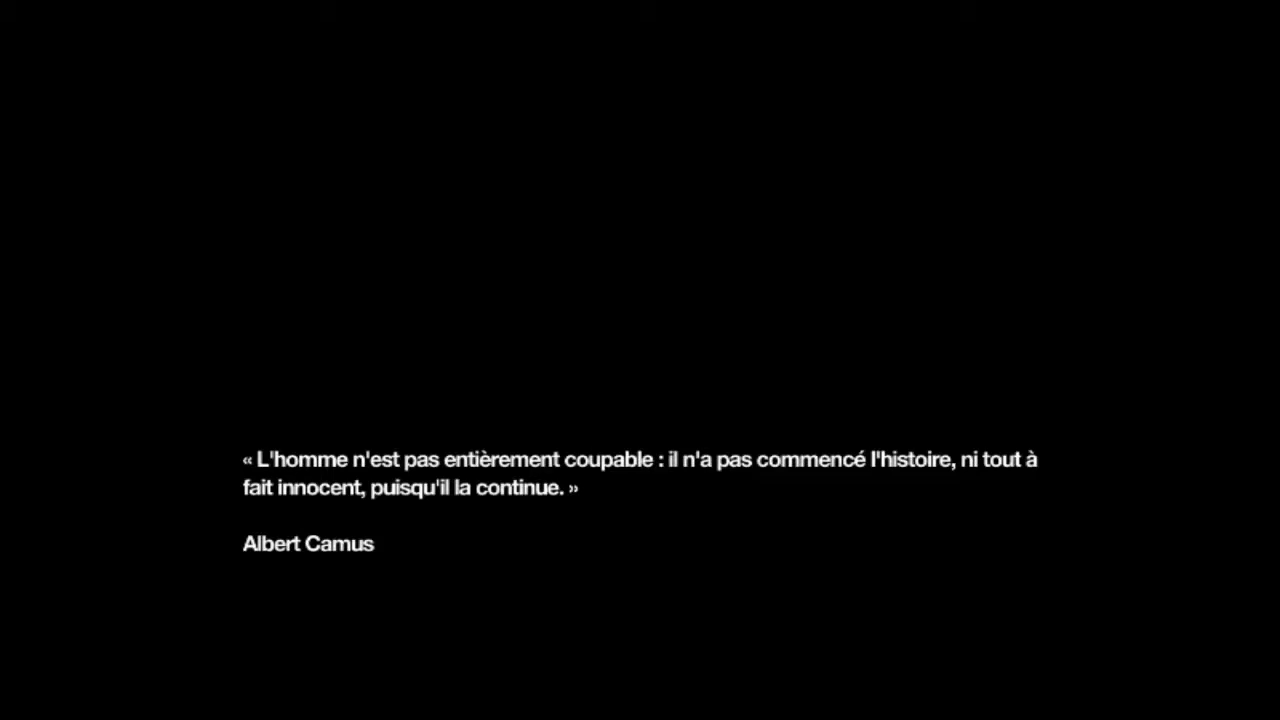 « L'homme n'est pas entièrement coupable : il n'a pas commencé l'histoire, ni tout à
fait innocent, puisqu'il la continue. »
Albert Camus